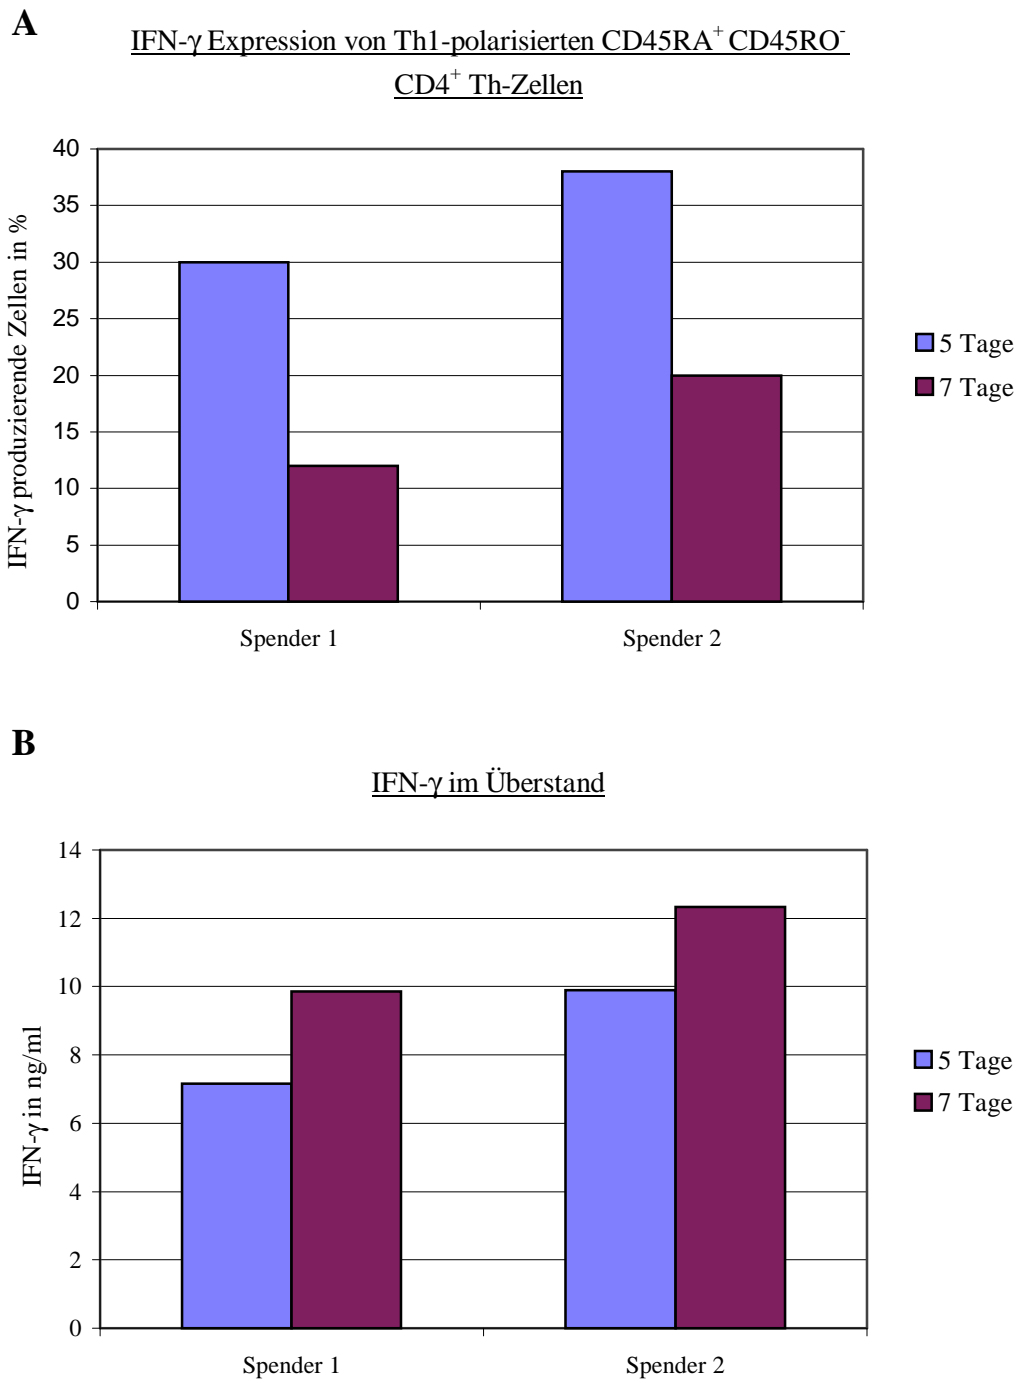 A
IFN-γ Expression von Th1-polarisierten CD45RA⁺ CD45RO⁻
CD4⁺ Th-Zellen
IFN-γ produzierende Zellen in %
40
35
30
25
20
15
10
5
0
Spender 1
Spender 2
5 Tage
7 Tage
B
IFN-γ im Überstand
IFN-γ in ng/ml
14
12
10
8
6
4
2
0
Spender 1
Spender 2
5 Tage
7 Tage